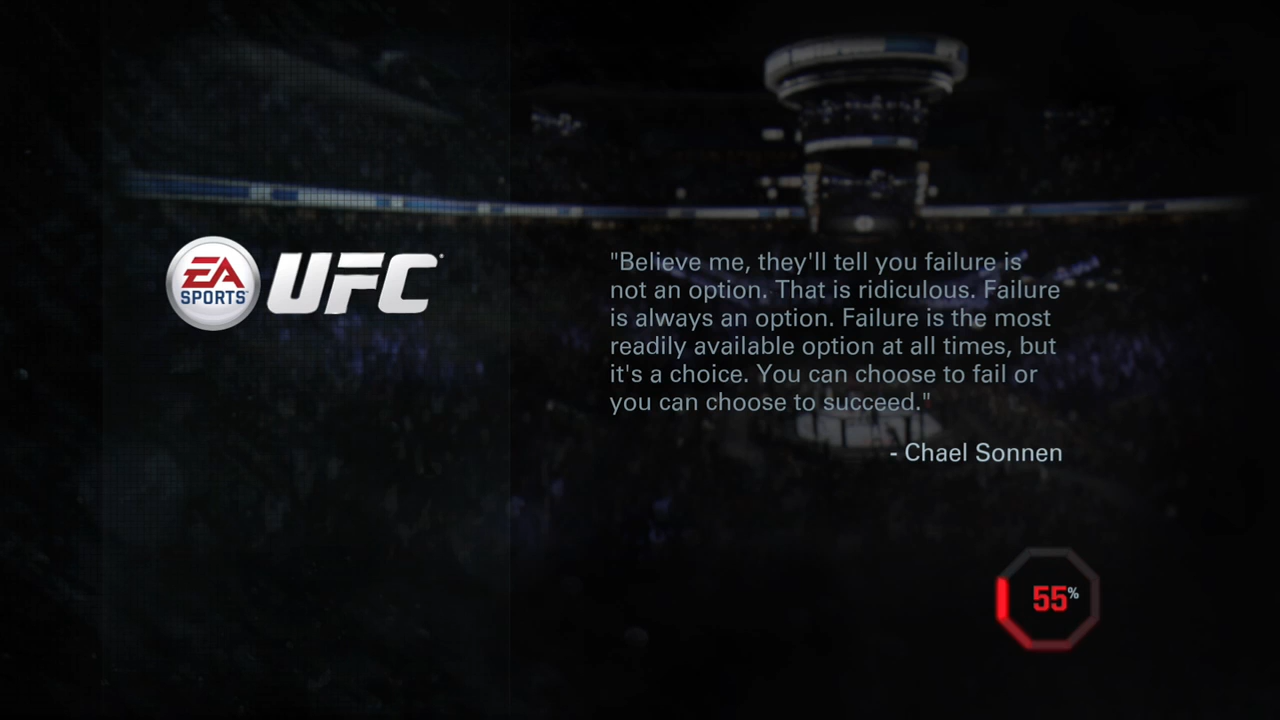 EA
SPORTS
UFC
"Believe me, they'll tell you failure is
not an option. That is ridiculous. Failure
is always an option. Failure is the most
readily available option at all times, but
it's a choice. You can choose to fail or
you can choose to succeed."
- Chael Sonnen
55%